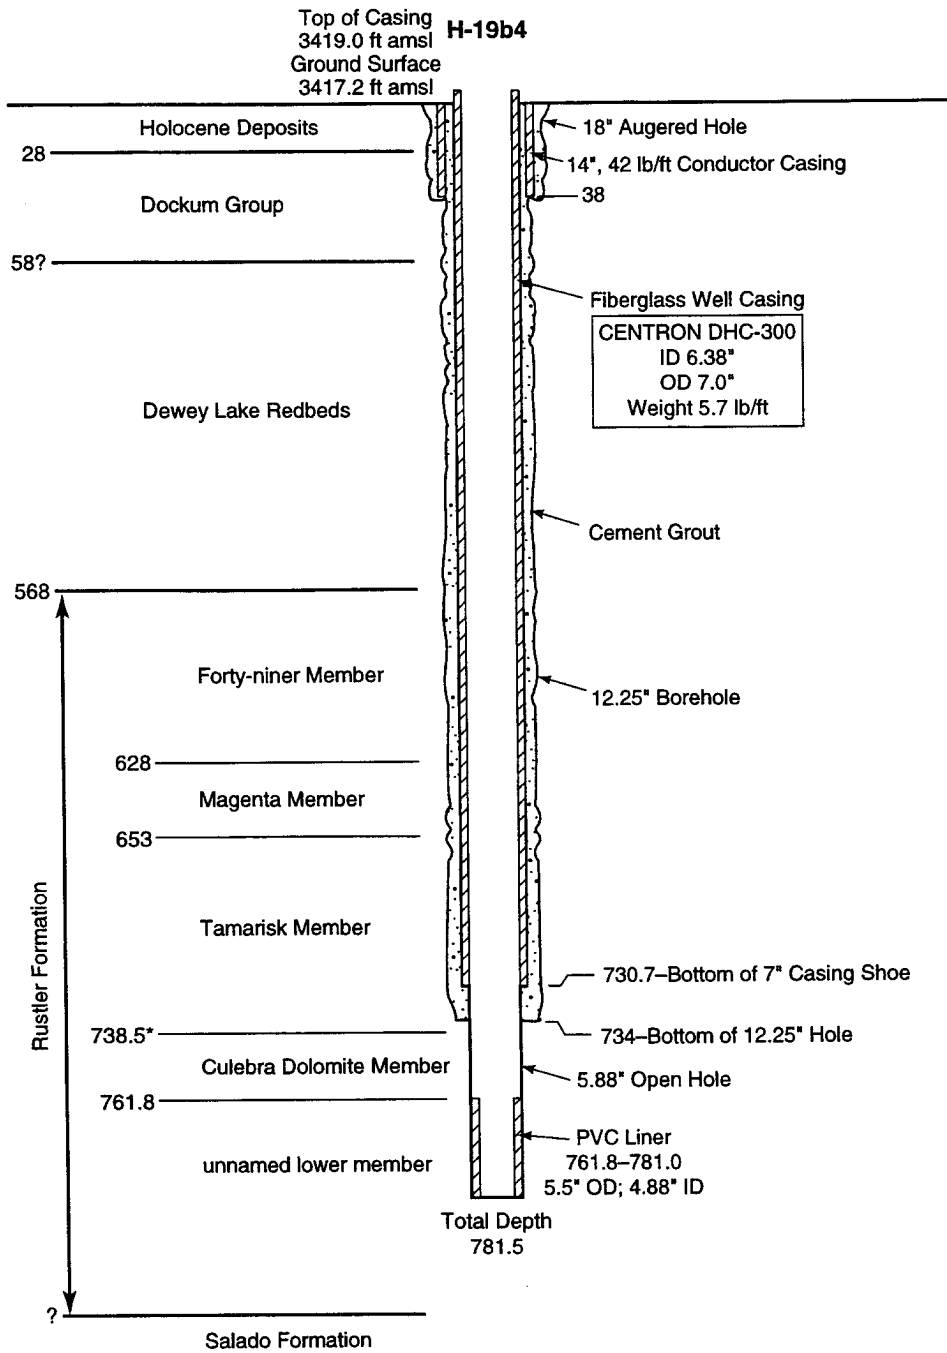 Top of Casing
3419.0 ft amsl
H-19b4
Ground Surface
3417.2 ft amsl
Holocene Deposits
18" Augered Hole
28
14", 42 lb/ft Conductor Casing
38
Dockum Group
58?
Fiberglass Well Casing
CENTRON DHC-300
ID 6.38"
OD 7.0"
Weight 5.7 lb/ft
Dewey Lake Redbeds
Cement Grout
568
Forty-niner Member
12.25" Borehole
628
Magenta Member
653
Tamarisk Member
Rustler Formation
730.7–Bottom of 7" Casing Shoe
738.5*
734–Bottom of 12.25" Hole
Culebra Dolomite Member
5.88" Open Hole
761.8
PVC Liner
761.8–781.0
5.5" OD; 4.88" ID
unnamed lower member
Total Depth
781.5
?
Salado Formation